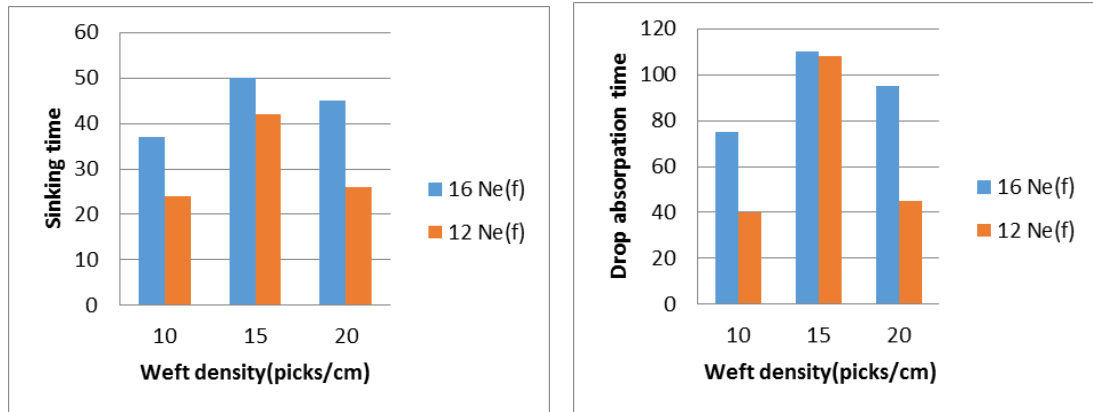 Sinking time
60
50
40
30
20
10
0
10 15 20
Weft density(picks/cm)
16 Ne(f)
12 Ne(f)
Drop absorpation time
120
100
80
60
40
20
0
10 15 20
Weft density(picks/cm)
16 Ne(f)
12 Ne(f)